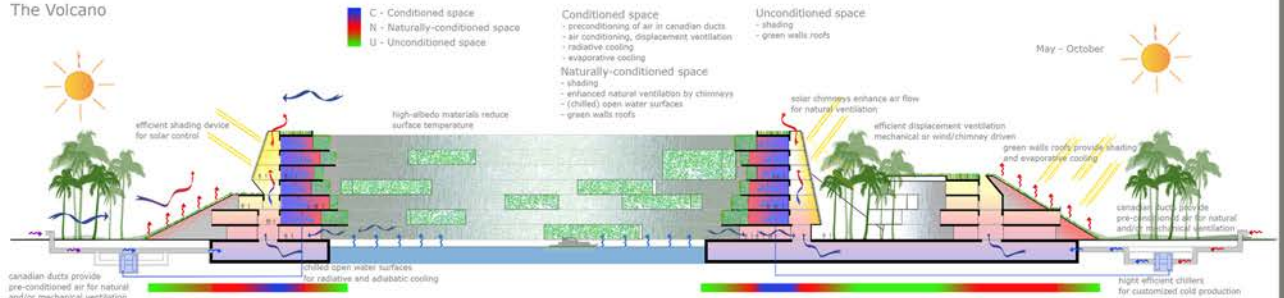 The Volcano
C - Conditioned space
N - Naturally-conditioned space
U - Unconditioned space
Conditioned space
- preconditioning of air in canadian ducts
- air conditioning, displacement ventilation
- radiative cooling
- evaporative cooling
Naturally-conditioned space
- shading
- enhanced natural ventilation by chimneys
- (chilled) open water surfaces
- green walls roofs
Unconditioned space
- shading
- green walls roofs
May - October
efficient shading device
for solar control
high-albedo materials reduce
surface temperature
solar chimneys enhance air flow
for natural ventilation
efficient displacement ventilation
mechanical or wind/chimney driven
green walls roofs provide shading
and evaporative cooling
canadian ducts provide
pre-conditioned air for natural
and/or mechanical ventilation
canadian ducts provide
pre-conditioned air for natural
and/or mechanical ventilation
chilled open water surfaces
for radiative and adiabatic cooling
hight efficient chillers
for customized cold production